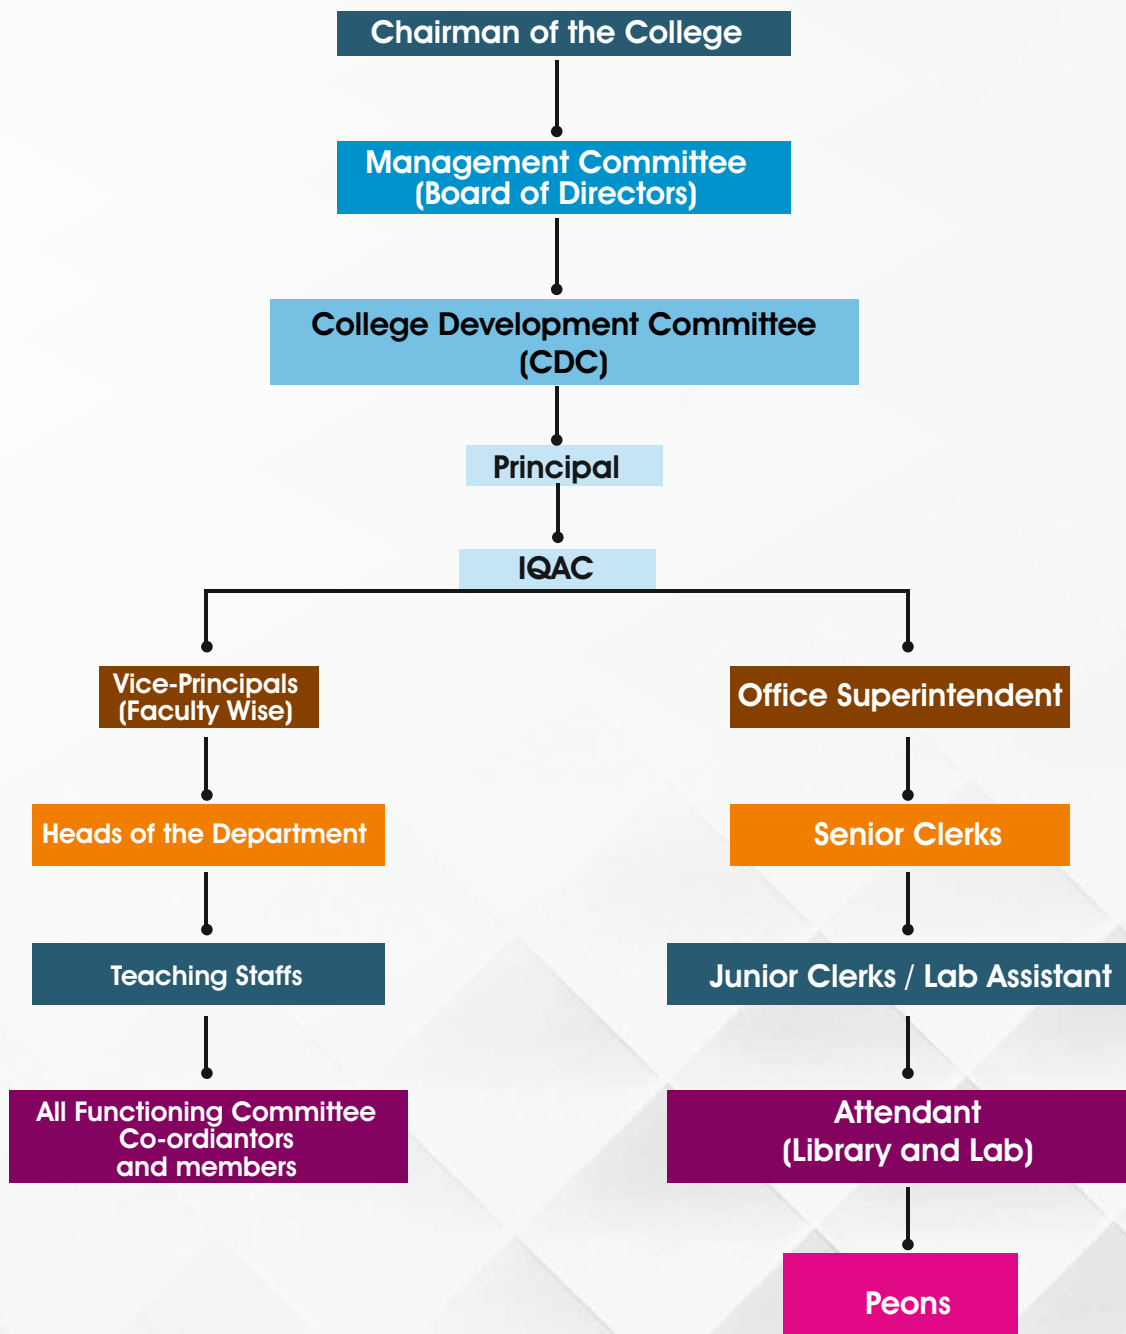 Chairman of the College
Management Committee
(Board of Directors)
College Development Committee
(CDC)
Principal
IQAC
Vice-Principals
(Faculty Wise)
Office Superintendent
Heads of the Department
Senior Clerks
Teaching Staffs
Junior Clerks / Lab Assistant
All Functioning Committee
Co-ordiantors
and members
Attendant
(Library and Lab)
Peons